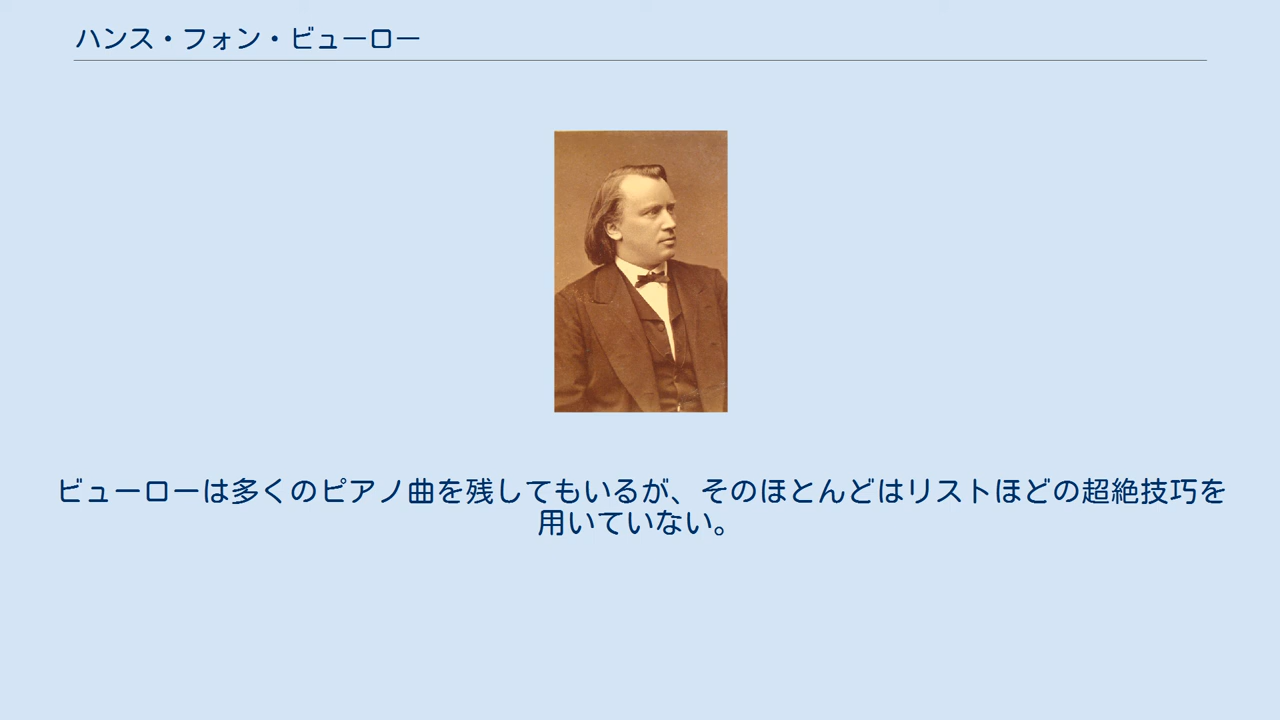 ハンス・フォン・ビューロー
ビューローは多くのピアノ曲を残してもいるが、そのほとんどはリストほどの超絶技巧を
用いていない。